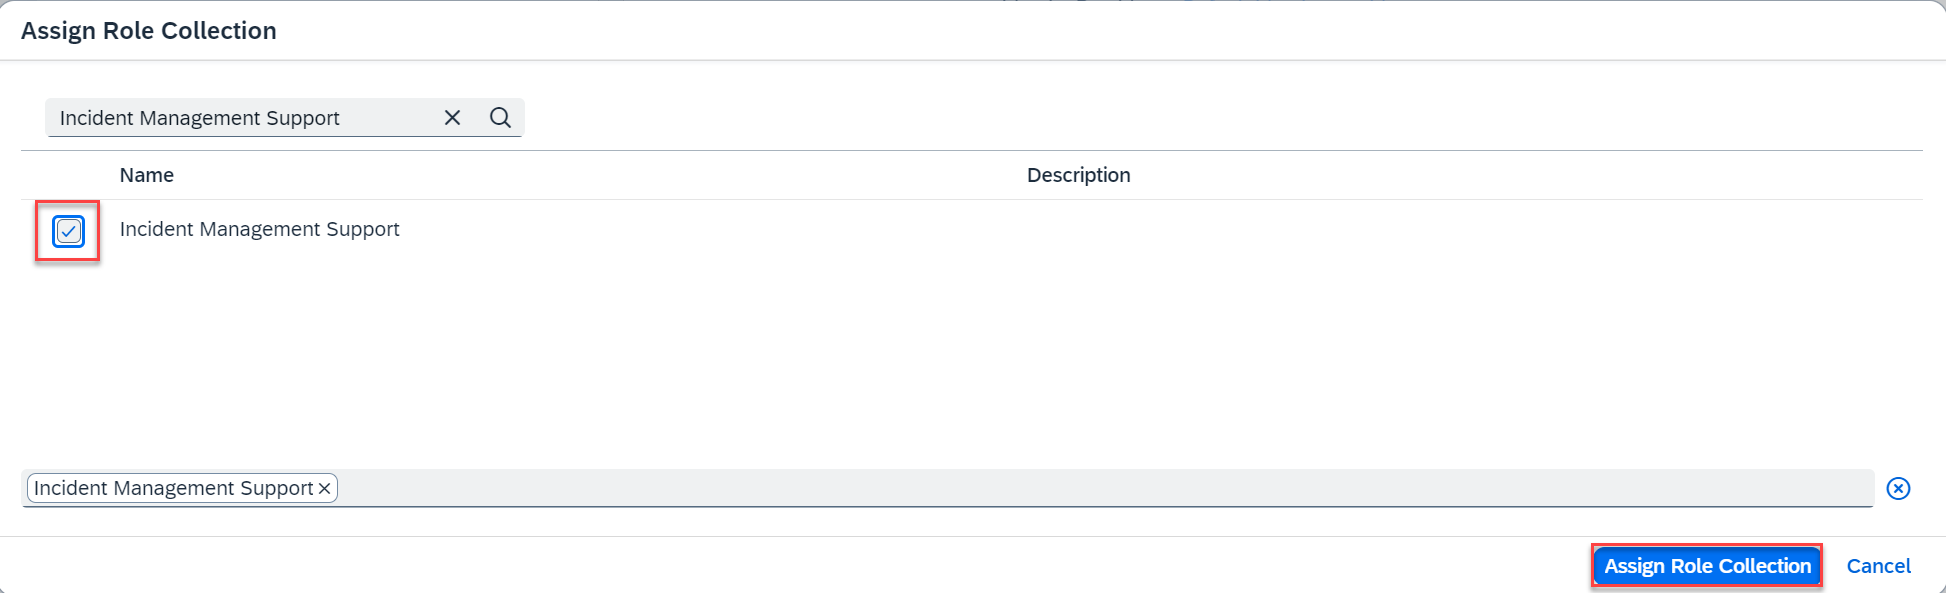 Assign Role Collection
Incident Management Support
Name Description
Incident Management Support
Incident Management Support
Assign Role Collection Cancel